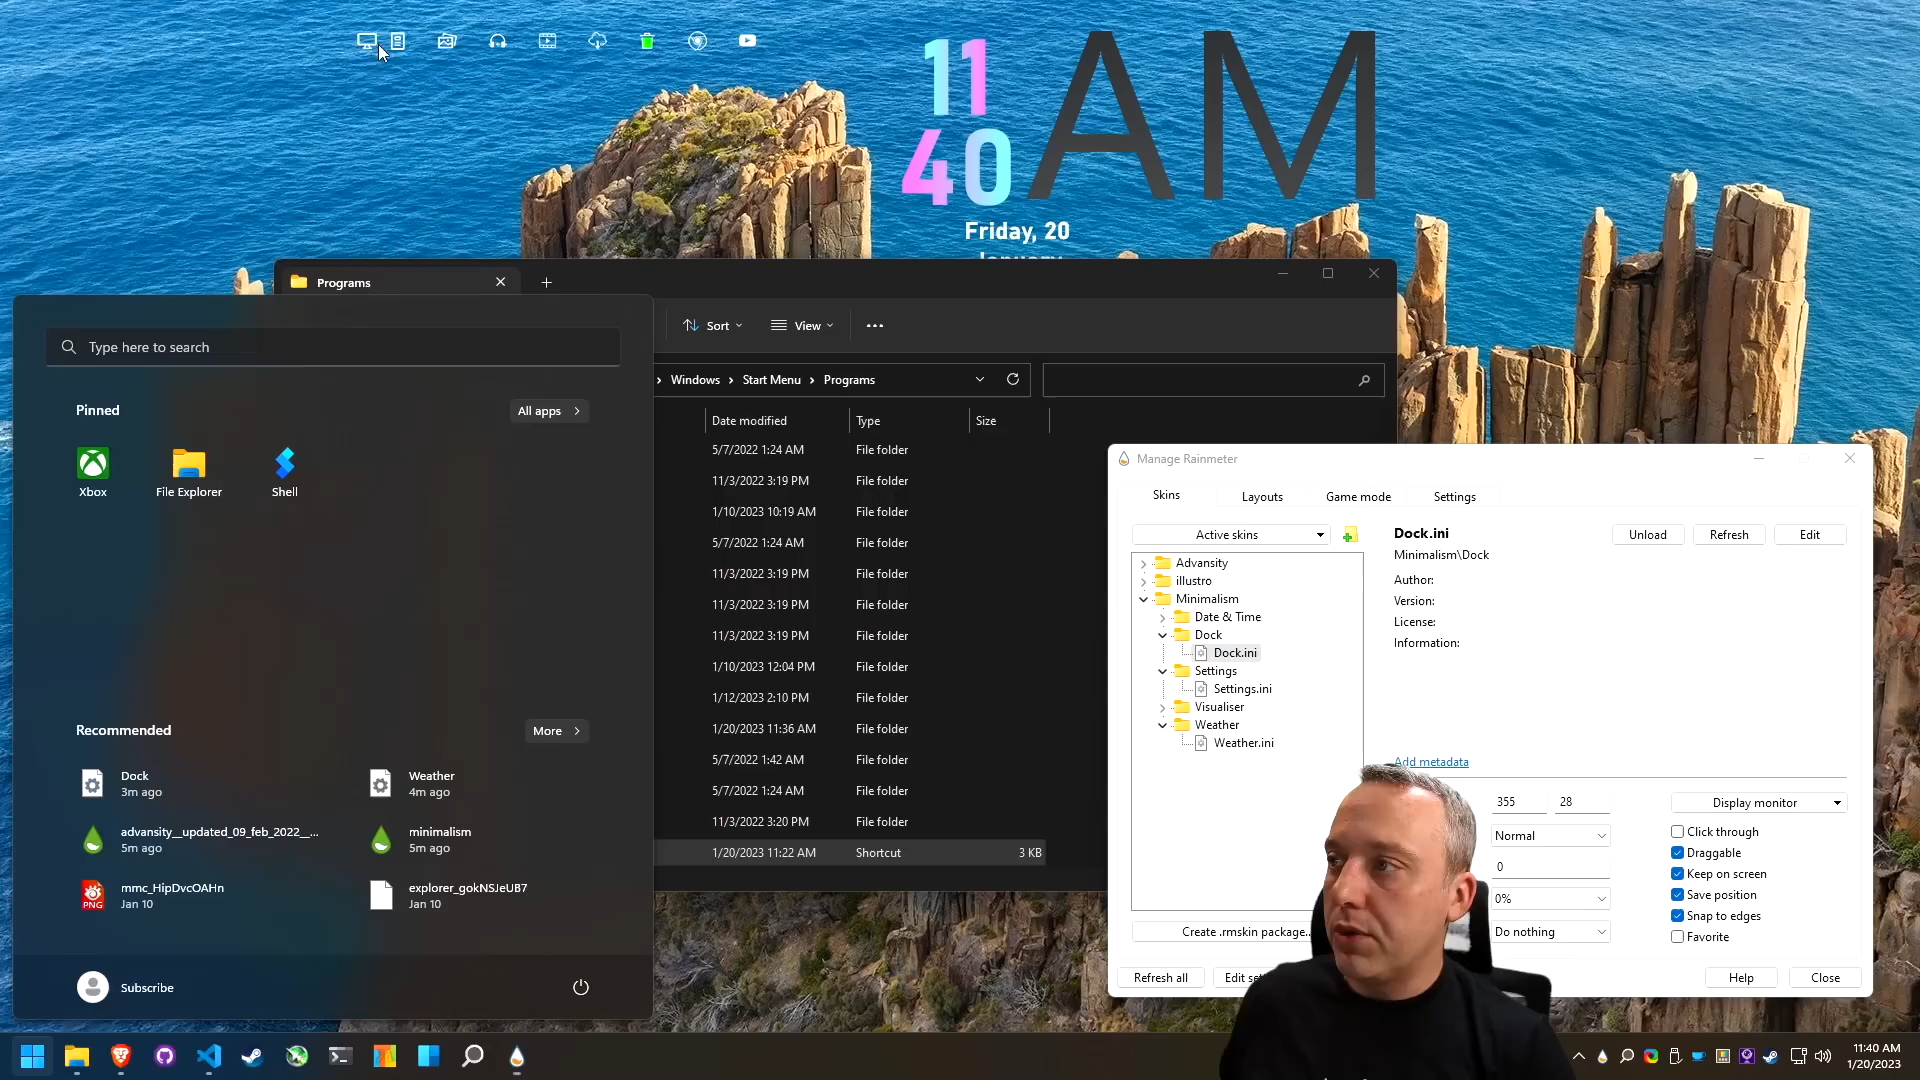 11
40
AM
Friday, 20
January
Programs
Type here to search
Sort
View
Windows
Start Menu
Programs
Pinned
All apps
Date modified
Type
Size
Xbox
File Explorer
Shell
5/7/2022 1:24 AM
File folder
11/3/2022 3:19 PM
File folder
1/10/2023 10:19 AM
File folder
5/7/2022 1:24 AM
File folder
11/3/2022 3:19 PM
File folder
11/3/2022 3:19 PM
File folder
11/3/2022 3:19 PM
File folder
1/10/2023 12:04 PM
File folder
1/12/2023 2:10 PM
File folder
1/20/2023 11:36 AM
File folder
5/7/2022 1:42 AM
File folder
5/7/2022 1:24 AM
File folder
11/3/2022 3:20 PM
File folder
1/20/2023 11:22 AM
Shortcut
3 KB
Recommended
More
Dock
3m ago
Weather
4m ago
advansity__updated_09_feb_2022__...
5m ago
minimalism
5m ago
mmc_HipDvcOAHn
Jan 10
explorer_gokNSJeUB7
Jan 10
PNG
Subscribe
Manage Rainmeter
Skins
Layouts
Game mode
Settings
Active skins
Advansity
illustro
Minimalism
Date & Time
Dock
Dock.ini
Settings
Settings.ini
Visualiser
Weather
Weather.ini
Create .rmskin package..
Refresh all
Dock.ini
Unload
Refresh
Edit
Minimalism\Dock
Author:
Version:
License:
Information:
Add metadata
355
28
Display monitor
Normal
0
0%
Do nothing
Click through
Draggable
Keep on screen
Save position
Snap to edges
Favorite
Edit se
Help
Close
11:40 AM
1/20/2023